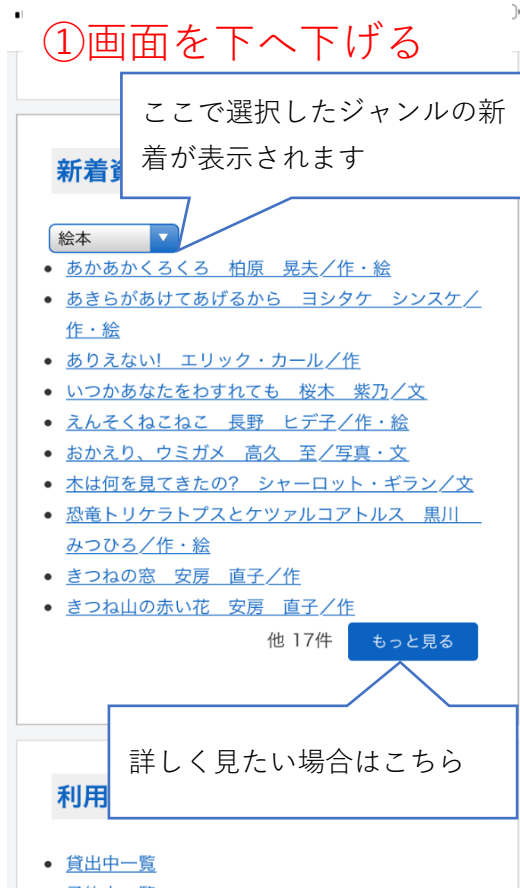 ①画面を下へ下げる
ここで選択したジャンルの新
着が表示されます
新着
絵本
あかあかくろくろ　柏原　晃夫／作・絵
あきらがあけてあげるから　ヨシタケ　シンスケ／
作・絵
ありえない!　エリック・カール／作
いつかあなたをわすれても　桜木　紫乃／文
えんそくねこねこ　長野　ヒデ子／作・絵
おかえり、ウミガメ　高久　至／写真・文
木は何を見てきたの?　シャーロット・ギラン／文
恐竜トリケラトプスとケツァルコアトルス　黒川
みつひろ／作・絵
きつねの窓　安房　直子／作
きつね山の赤い花　安房　直子／作
他 17件　もっと見る
詳しく見たい場合はこちら
利用
貸出中一覧